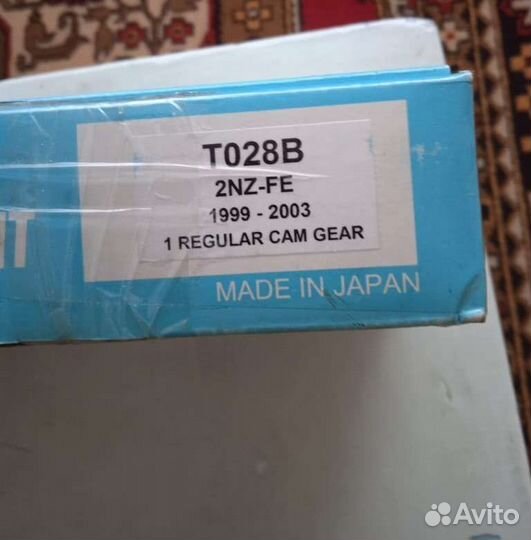 T028B
2NZ-FE
1999 - 2003
1 REGULAR CAM GEAR
MADE IN JAPAN
Avito